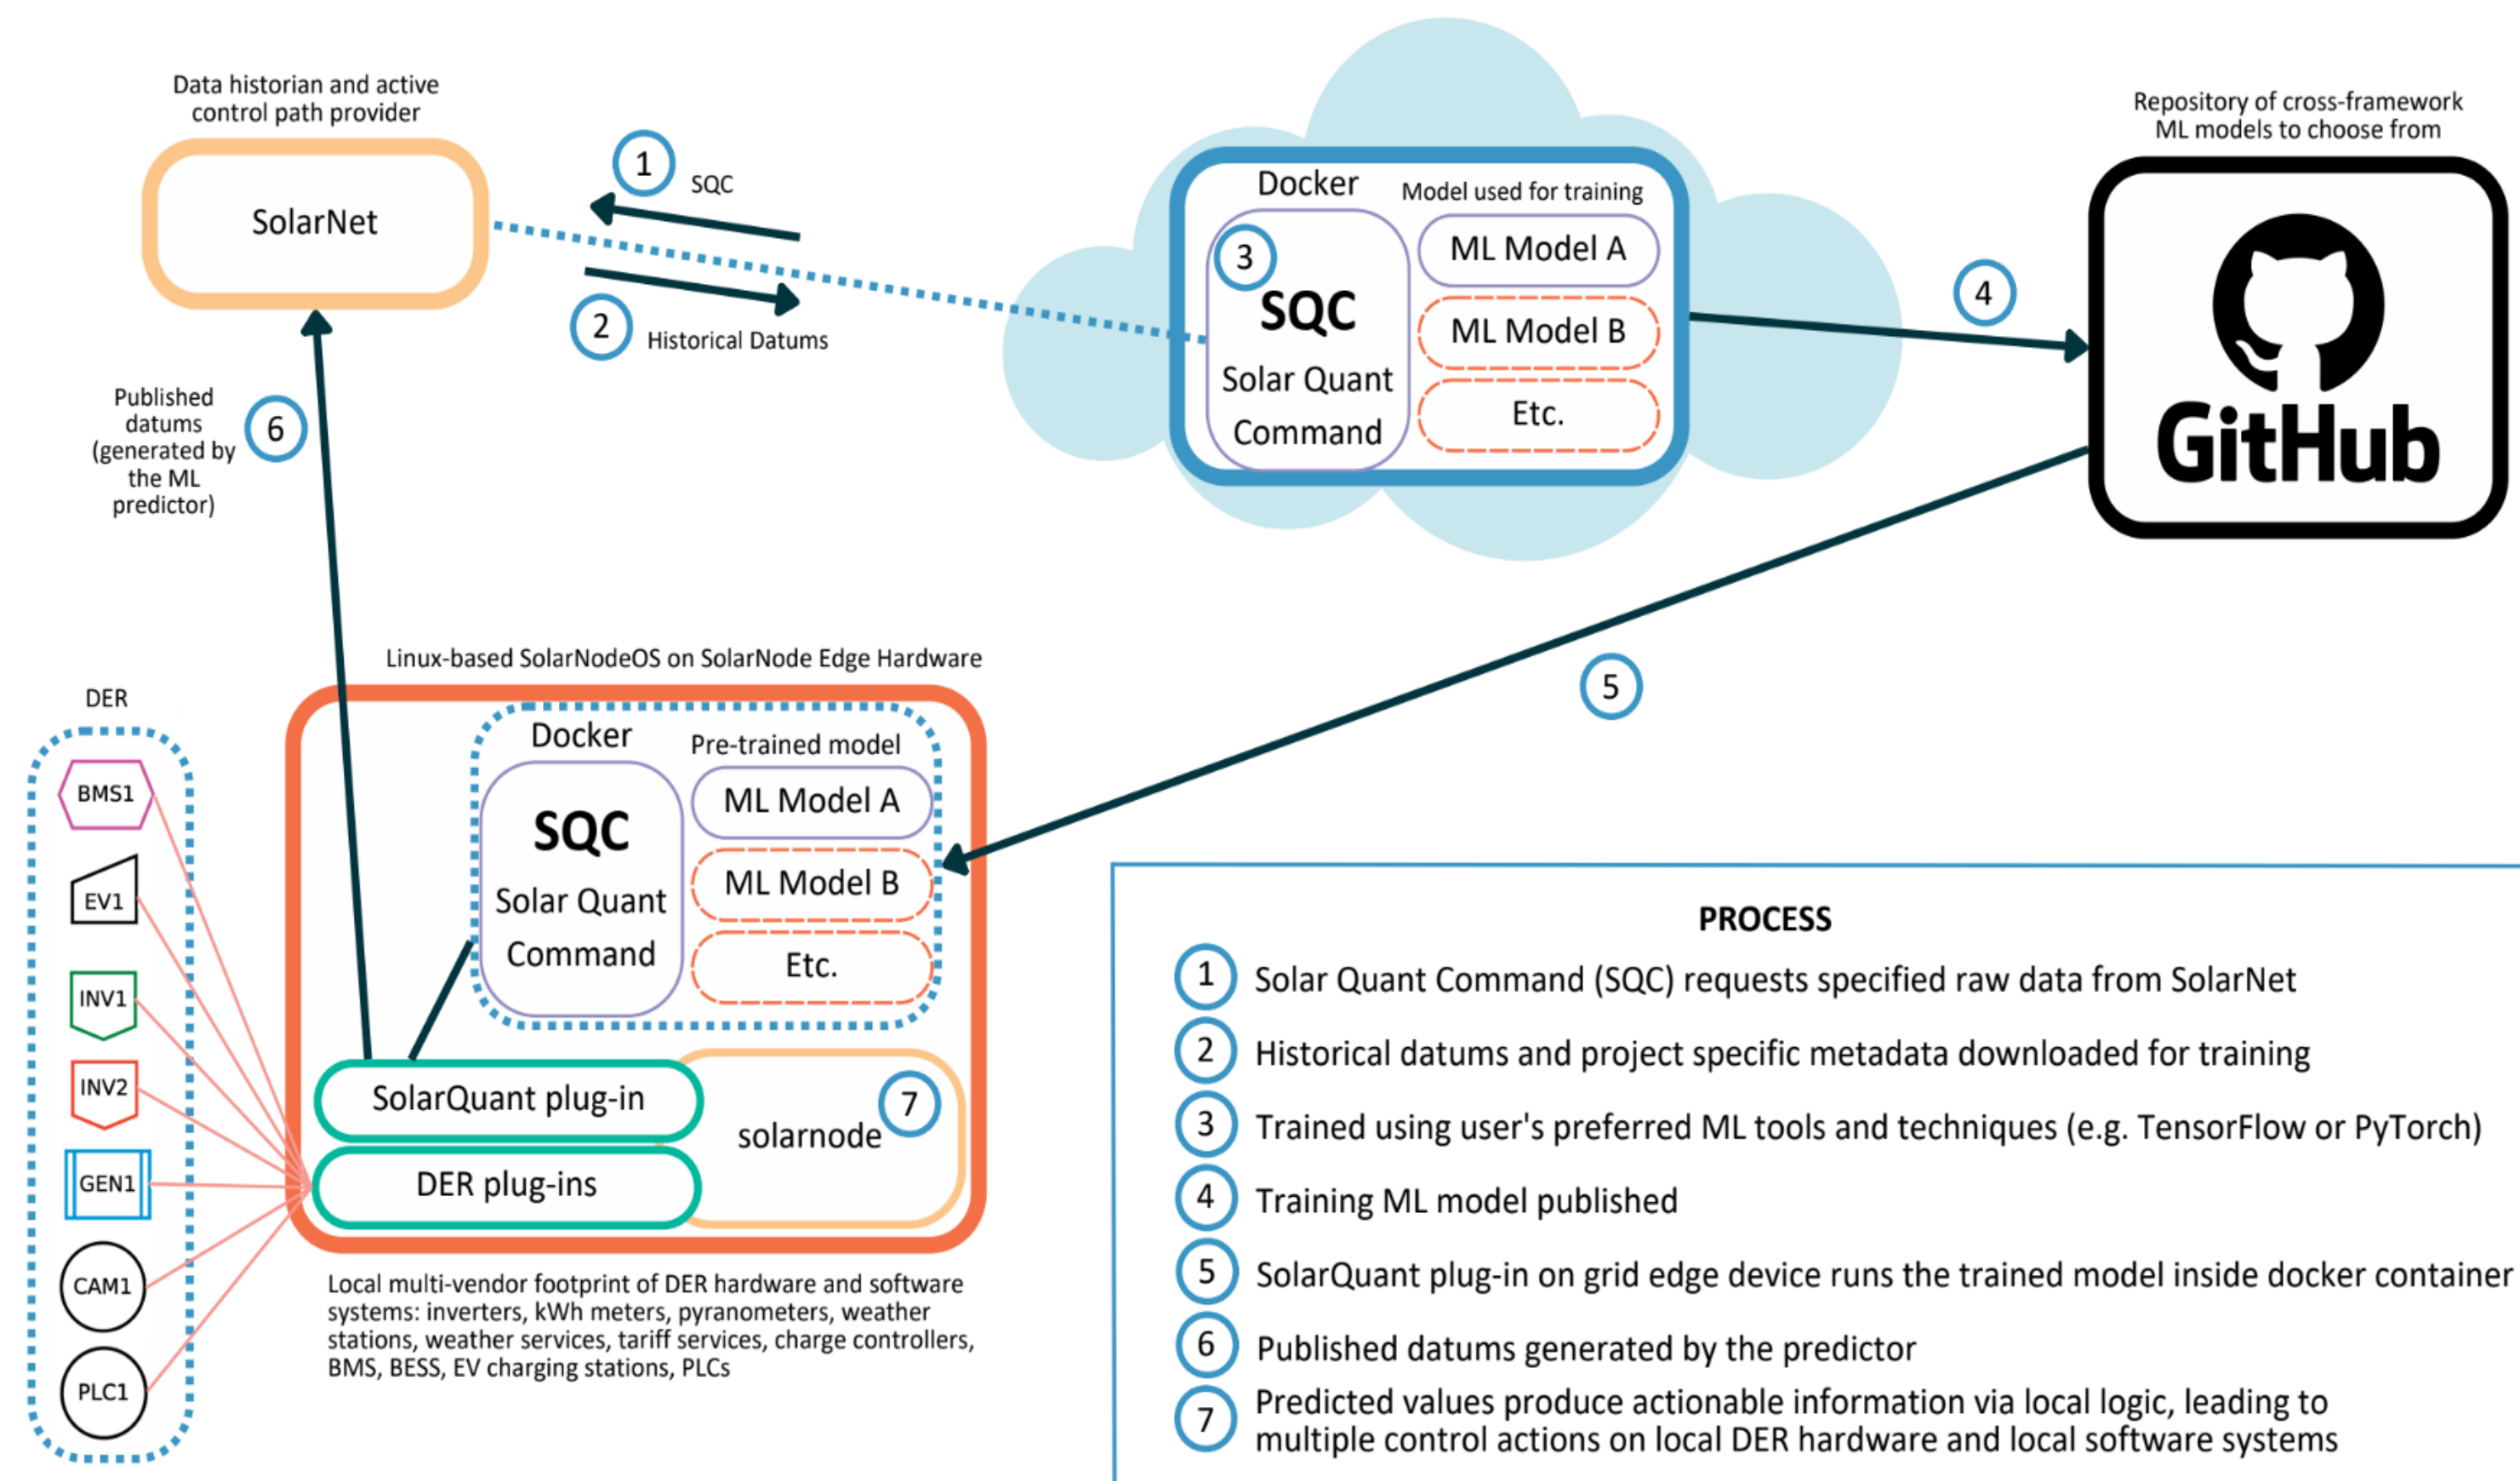 Data historian and active
control path provider
SolarNet
1
SQC
2
Historical Datums
Docker
Model used for training
3
SQC
Solar Quant
Command
ML Model A
ML Model B
Etc.
4
Repository of cross-framework
ML models to choose from
GitHub
Published
datums
(generated by
the ML
predictor)
6
5
Linux-based SolarNodeOS on SolarNode Edge Hardware
DER
BMS1
EV1
INV1
INV2
GEN1
CAM1
PLC1
Docker
Pre-trained model
SQC
Solar Quant
Command
ML Model A
ML Model B
Etc.
SolarQuant plug-in
DER plug-ins
solarnode
7
Local multi-vendor footprint of DER hardware and software
systems: inverters, kWh meters, pyranometers, weather
stations, weather services, tariff services, charge controllers,
BMS, BESS, EV charging stations, PLCs
PROCESS
1 Solar Quant Command (SQC) requests specified raw data from SolarNet
2 Historical datums and project specific metadata downloaded for training
3 Trained using user's preferred ML tools and techniques (e.g. TensorFlow or PyTorch)
4 Training ML model published
5 SolarQuant plug-in on grid edge device runs the trained model inside docker container
6 Published datums generated by the predictor
7 Predicted values produce actionable information via local logic, leading to
multiple control actions on local DER hardware and local software systems